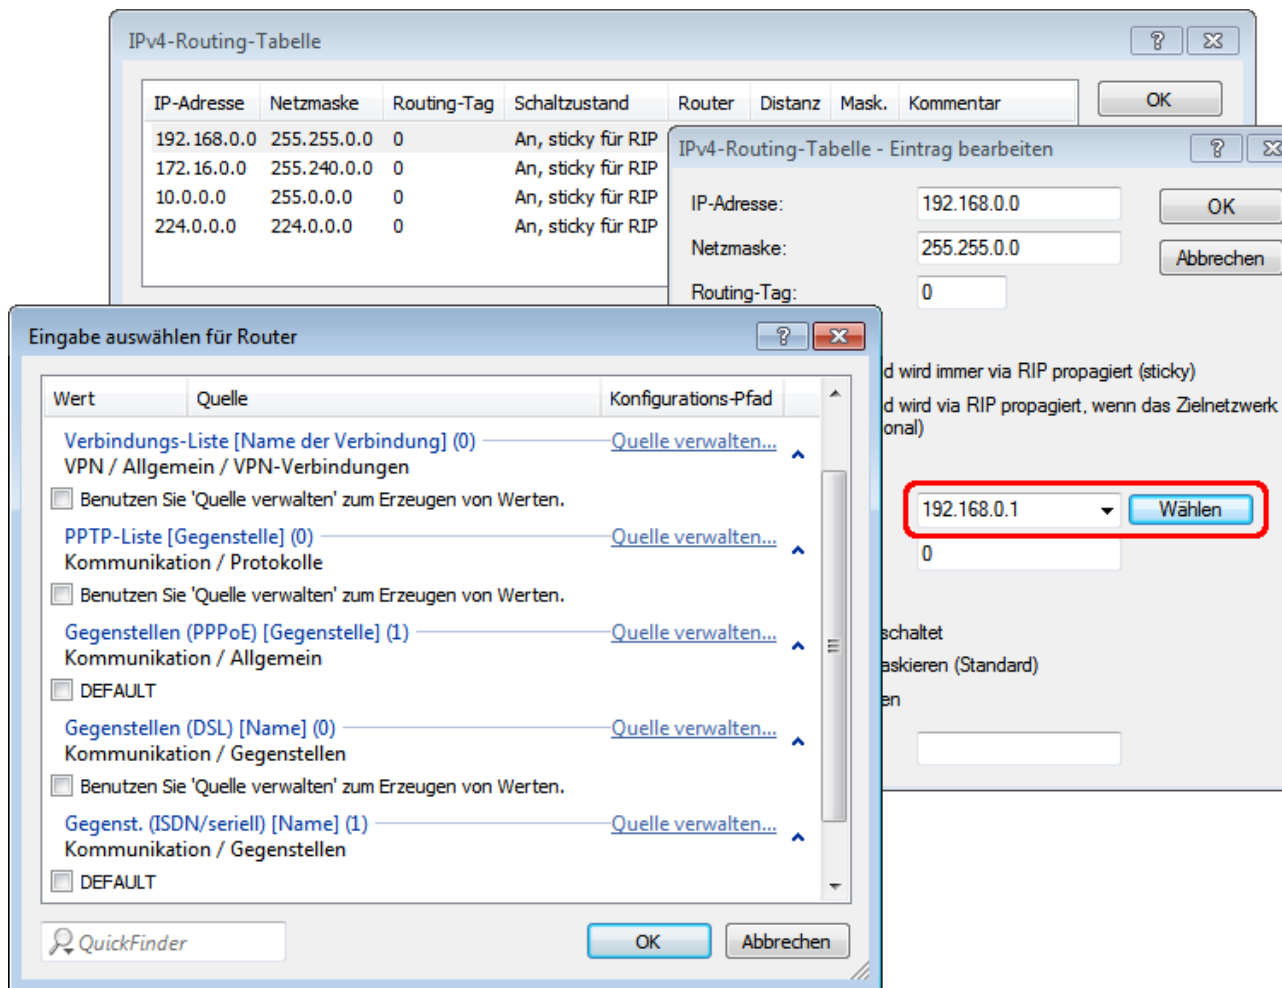 IPv4-Routing-Tabelle
IP-Adresse Netzmaske Routing-Tag Schaltzustand Router Distanz Mask. Kommentar
OK
192.168.0.0 255.255.0.0 0 An, sticky für RIP
172.16.0.0 255.240.0.0 0 An, sticky für RIP
10.0.0.0 255.0.0.0 0 An, sticky für RIP
224.0.0.0 224.0.0.0 0 An, sticky für RIP
IPv4-Routing-Tabelle - Eintrag bearbeiten
IP-Adresse: 192.168.0.0
OK
Netzmaske: 255.255.0.0
Abbrechen
Routing-Tag: 0
d wird immer via RIP propagiert (sticky)
d wird via RIP propagiert, wenn das Zielnetzwerk
onal)
192.168.0.1 Wählen
0
schaltet
askieren (Standard)
en
Eingabe auswählen für Router
Wert Quelle Konfigurations-Pfad
Verbindungs-Liste [Name der Verbindung] (0) Quelle verwalten...
VPN / Allgemein / VPN-Verbindungen
Benutzen Sie 'Quelle verwalten' zum Erzeugen von Werten.
PPTP-Liste [Gegenstelle] (0) Quelle verwalten...
Kommunikation / Protokolle
Benutzen Sie 'Quelle verwalten' zum Erzeugen von Werten.
Gegenstellen (PPPoE) [Gegenstelle] (1) Quelle verwalten...
Kommunikation / Allgemein
DEFAULT
Gegenstellen (DSL) [Name] (0) Quelle verwalten...
Kommunikation / Gegenstellen
Benutzen Sie 'Quelle verwalten' zum Erzeugen von Werten.
Gegenst. (ISDN/seriell) [Name] (1) Quelle verwalten...
Kommunikation / Gegenstellen
DEFAULT
QuickFinder
OK
Abbrechen